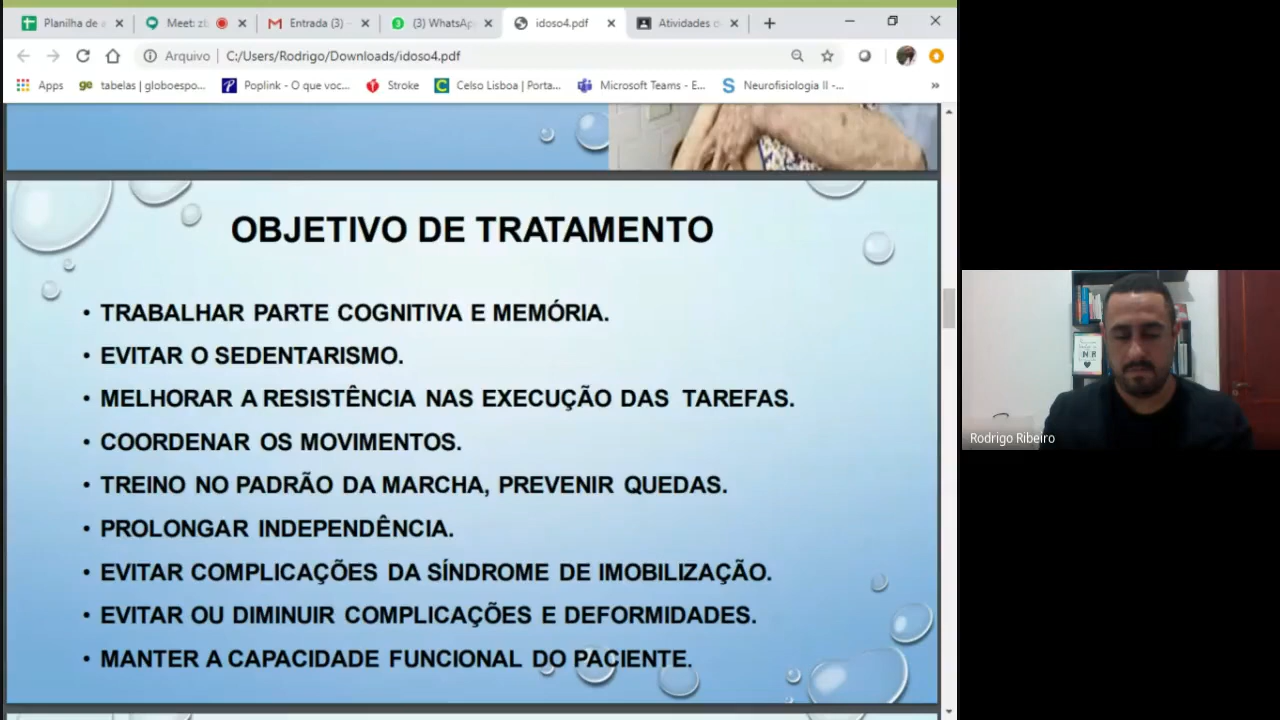 Planilha de a
Meet: zt
Entrada (3) -
(3) WhatsAp
idoso4.pdf
Atividades d
Arquivo
C:/Users/Rodrigo/Downloads/idoso4.pdf
Apps
tabelas | globoespo...
Poplink - O que voc...
Stroke
Celso Lisboa | Porta...
Microsoft Teams - E...
Neurofisiologia II -...
»
OBJETIVO DE TRATAMENTO
• TRABALHAR PARTE COGNITIVA E MEMÓRIA.
• EVITAR O SEDENTARISMO.
• MELHORAR A RESISTÊNCIA NAS EXECUÇÃO DAS TAREFAS.
• COORDENAR OS MOVIMENTOS.
• TREINO NO PADRÃO DA MARCHA, PREVENIR QUEDAS.
• PROLONGAR INDEPENDÊNCIA.
• EVITAR COMPLICAÇÕES DA SÍNDROME DE IMOBILIZAÇÃO.
• EVITAR OU DIMINUIR COMPLICAÇÕES E DEFORMIDADES.
• MANTER A CAPACIDADE FUNCIONAL DO PACIENTE.
Rodrigo Ribeiro